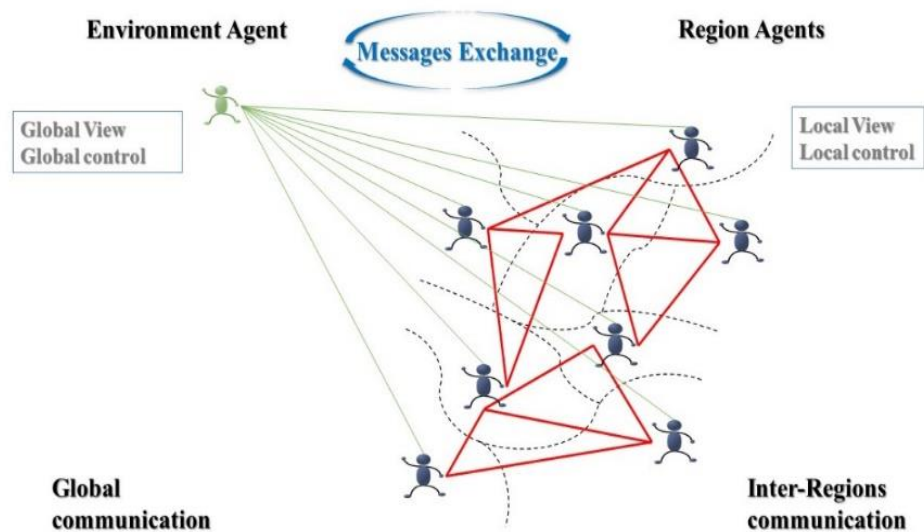 Environment Agent
Messages Exchange
Region Agents
Global View
Global control
Local View
Local control
Global
communication
Inter-Regions
communication